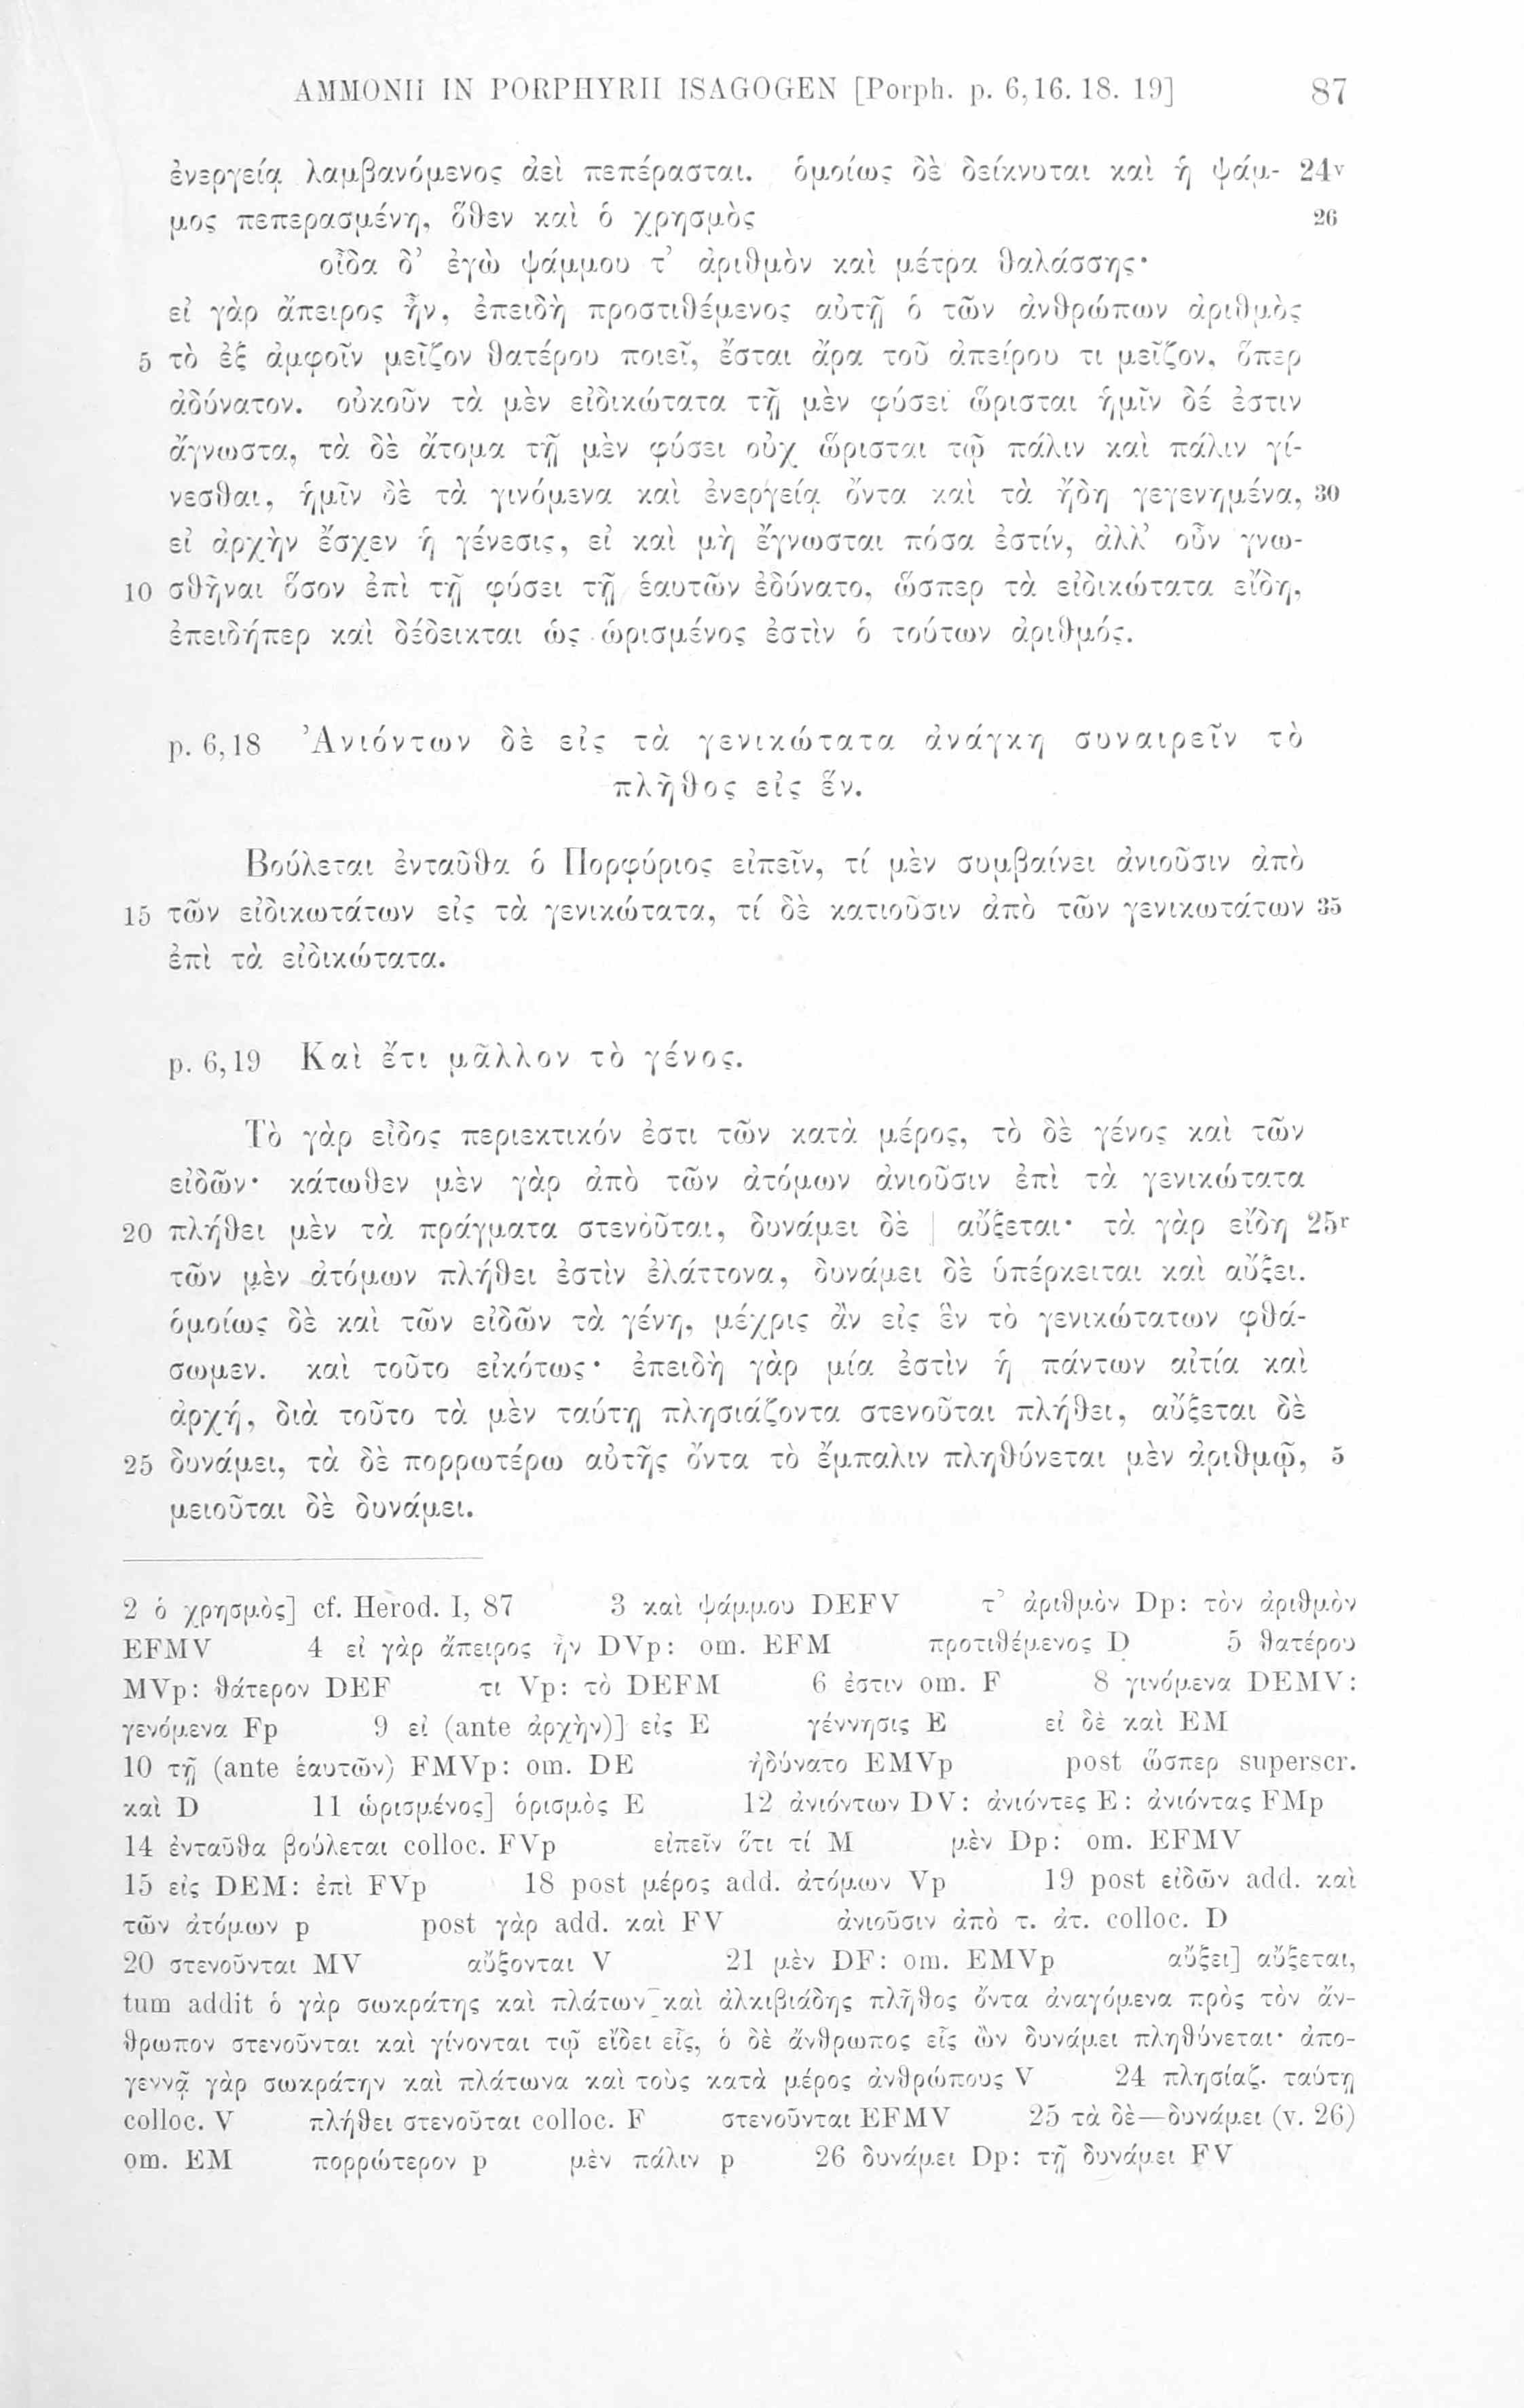 AMMONII IN PORPHYRII ISAGOGEN [Porph. p. 6,16. 18. 19] 87
ἐνεργείᾳ λαμβανόμενος ἀεὶ πεπέρασται. ὁμοίως δὲ δείκνυται καὶ ἡ ψάμ- 24v
μος πεπερασμένη, ὅθεν καὶ ὁ χρησμὸς 26
οἶδα δ’ ἐγὼ ψάμμου τ’ ἀριθμὸν καὶ μέτρα θαλάσσης·
εἰ γὰρ ἄπειρος ἦν, ἐπειδὴ προστιθέμενος αὐτῇ ὁ τῶν ἀνθρώπων ἀριθμὸς
5 τὸ ἐξ ἀμφοῖν μεῖζον θατέρου ποιεῖ, ἔσται ἄρα τοῦ ἀπείρου τι μεῖζον, ὅπερ
ἀδύνατον. οὐκοῦν τὰ μὲν εἰδικώτατα τῇ μὲν φύσει ὥρισται ἡμῖν δέ ἐστιν
ἄγνωστα, τὰ δὲ ἄτομα τῇ μὲν φύσει οὐχ ὥρισται τῷ πάλιν καὶ πάλιν γί-
νεσθαι, ἡμῖν δὲ τὰ γινόμενα καὶ ἐνεργείᾳ ὄντα καὶ τὰ ἤδη γεγενημένα, 30
εἰ ἀρχὴν ἔσχεν ἡ γένεσις, εἰ καὶ μὴ ἔγνωσται πόσα ἐστίν, ἀλλ’ οὖν γνω-
10 σθῆναι ὅσον ἐπὶ τῇ φύσει τῇ ἑαυτῶν ἐδύνατο, ὥσπερ τὰ εἰδικώτατα εἴδη,
ἐπειδήπερ καὶ δέδεικται ὡς ὡρισμένος ἐστὶν ὁ τούτων ἀριθμός.
p. 6,18 Ἀνιόντων δὲ εἰς τὰ γενικώτατα ἀνάγκη συναιρεῖν τὸ
πλῆθος εἰς ἕν.
Βούλεται ἐνταῦθα ὁ Πορφύριος εἰπεῖν, τί μὲν συμβαίνει ἀνιοῦσιν ἀπὸ
15 τῶν εἰδικωτάτων εἰς τὰ γενικώτατα, τί δὲ κατιοῦσιν ἀπὸ τῶν γενικωτάτων 35
ἐπὶ τὰ εἰδικώτατα.
p. 6,19 Καὶ ἔτι μᾶλλον τὸ γένος.
Τὸ γὰρ εἶδος περιεκτικόν ἐστι τῶν κατὰ μέρος, τὸ δὲ γένος καὶ τῶν
εἰδῶν· κάτωθεν μὲν γὰρ ἀπὸ τῶν ἀτόμων ἀνιοῦσιν ἐπὶ τὰ γενικώτατα
20 πλήθει μὲν τὰ πράγματα στενοῦται, δυνάμει δὲ | αὔξεται· τὰ γὰρ εἴδη 25r
τῶν μὲν ἀτόμων πλήθει ἐστὶν ἐλάττονα, δυνάμει δὲ ὑπέρκειται καὶ αὔξει.
ὁμοίως δὲ καὶ τῶν εἰδῶν τὰ γένη, μέχρις ἂν εἰς ἓν τὸ γενικώτατων φθά-
σωμεν. καὶ τοῦτο εἰκότως· ἐπειδὴ γὰρ μία ἐστὶν ἡ πάντων αἰτία καὶ
ἀρχή, διὰ τοῦτο τὰ μὲν ταύτῃ πλησιάζοντα στενοῦται πλήθει, αὔξεται δὲ
25 δυνάμει, τὰ δὲ πορρωτέρω αὐτῆς ὄντα τὸ ἔμπαλιν πληθύνεται μὲν ἀριθμῷ, 5
μειοῦται δὲ δυνάμει.
2 ὁ χρησμὸς] cf. Herod. I, 87 3 καὶ ψάμμου DEFV τ’ ἀριθμὸν Dp: τὸν ἀριθμὸν
EFMV 4 εἰ γὰρ ἄπειρος ἦν DVp: om. EFM προτιθέμενος D 5 θατέρου
MVp: θάτερον DEF τι Vp: τὸ DEFM 6 ἐστιν om. F 8 γινόμενα DEMV:
γενόμενα Fp 9 εἰ (ante ἀρχὴν)] εἰς E γέννησις E εἰ δὲ καὶ EM
10 τῇ (ante ἑαυτῶν) FMVp: om. DE ἠδύνατο EMVp post ὥσπερ superscr.
καὶ D 11 ὡρισμένος] ὁρισμὸς E 12 ἀνιόντων DV: ἀνιόντες E: ἀνιόντας FMp
14 ἐνταῦθα βούλεται colloc. FVp εἰπεῖν ὅτι τί M μὲν Dp: om. EFMV
15 εἰς DEM: ἐπὶ FVp 18 post μέρος add. ἀτόμων Vp 19 post εἰδῶν add. καὶ
τῶν ἀτόμων p post γὰρ add. καὶ FV ἀνιοῦσιν ἀπὸ τ. ἀτ. colloc. D
20 στενοῦνται MV αὔξονται V 21 μὲν DF: om. EMVp αὔξει] αὔξεται,
tum addit ὁ γὰρ σωκράτης καὶ πλάτων καὶ ἀλκιβιάδης πλῆθος ὄντα ἀναγόμενα πρὸς τὸν ἄν-
θρωπον στενοῦνται καὶ γίνονται τῷ εἴδει εἷς, ὁ δὲ ἄνθρωπος εἷς ὢν δυνάμει πληθύνεται· ἀπο-
γεννᾷ γὰρ σωκράτην καὶ πλάτωνα καὶ τοὺς κατὰ μέρος ἀνθρώπους V 24 πλησίαζ. ταύτῃ
colloc. V πλήθει στενοῦται colloc. F στενοῦνται EFMV 25 τὰ δὲ—δυνάμει (v. 26)
om. EM πορρώτερον p μὲν πάλιν p 26 δυνάμει Dp: τῇ δυνάμει FV